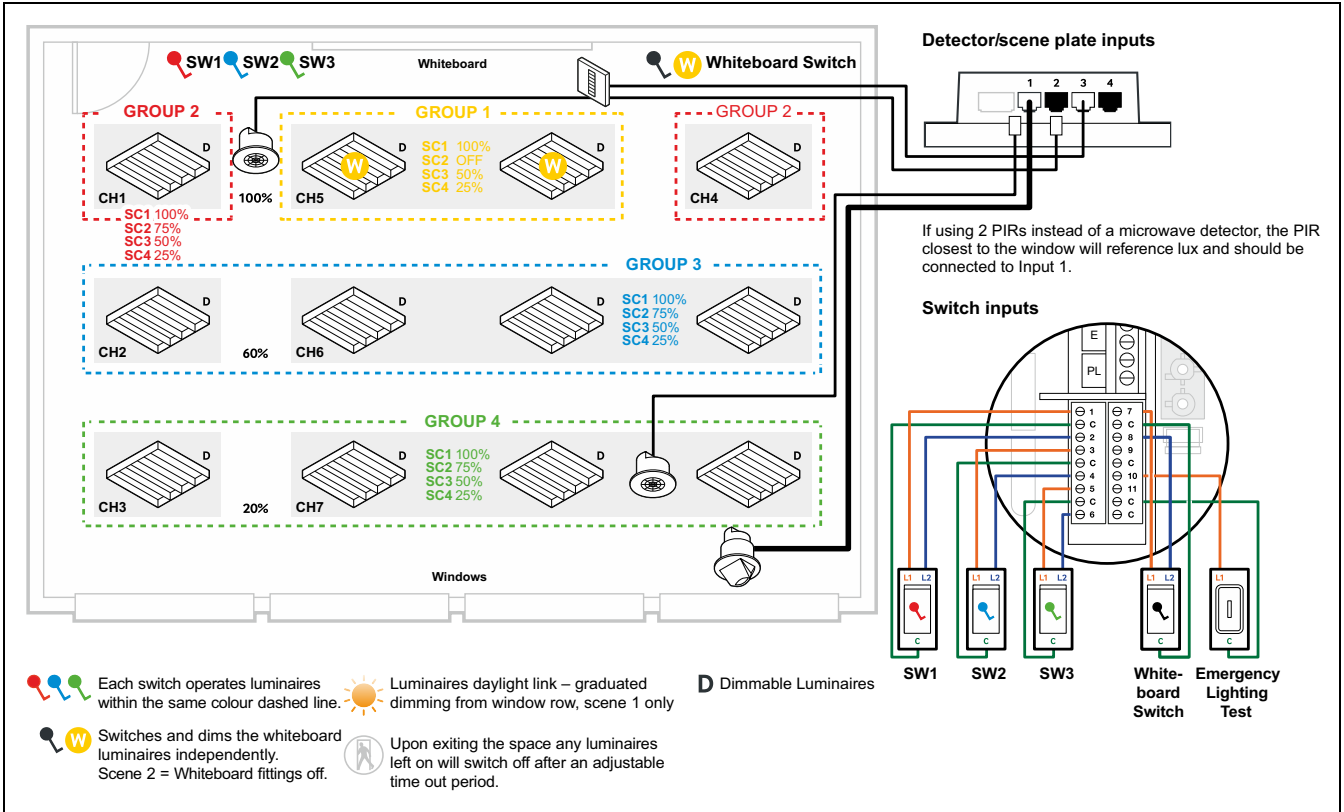 SW1 SW2 SW3
Whiteboard
W Whiteboard Switch
GROUP 2
D
CH1
SC1 100%
SC2 75%
SC3 50%
SC4 25%
100%
GROUP 1
W
D
CH5
SC1 100%
SC2 OFF
SC3 50%
SC4 25%
W
D
GROUP 2
D
CH4
GROUP 3
D
CH2
60%
D
CH6
D
SC1 100%
SC2 75%
SC3 50%
SC4 25%
D
GROUP 4
D
CH3
20%
D
CH7
SC1 100%
SC2 75%
SC3 50%
SC4 25%
D
D
Windows
Detector/scene plate inputs
1 2 3 4
If using 2 PIRs instead of a microwave detector, the PIR
closest to the window will reference lux and should be
connected to Input 1.
Switch inputs
E
PL
1 7
C C
2 8
3 9
C C
4 10
5 11
C C
6 C
L1 L2
C
SW1
L1 L2
C
SW2
L1 L2
C
SW3
L1 L2
C
White-
board
Switch
L1
C
Emergency
Lighting
Test
Each switch operates luminaires
within the same colour dashed line.
W Switches and dims the whiteboard
luminaires independently.
Scene 2 = Whiteboard fittings off.
Luminaires daylight link – graduated
dimming from window row, scene 1 only
Upon exiting the space any luminaires
left on will switch off after an adjustable
time out period.
D Dimmable Luminaires